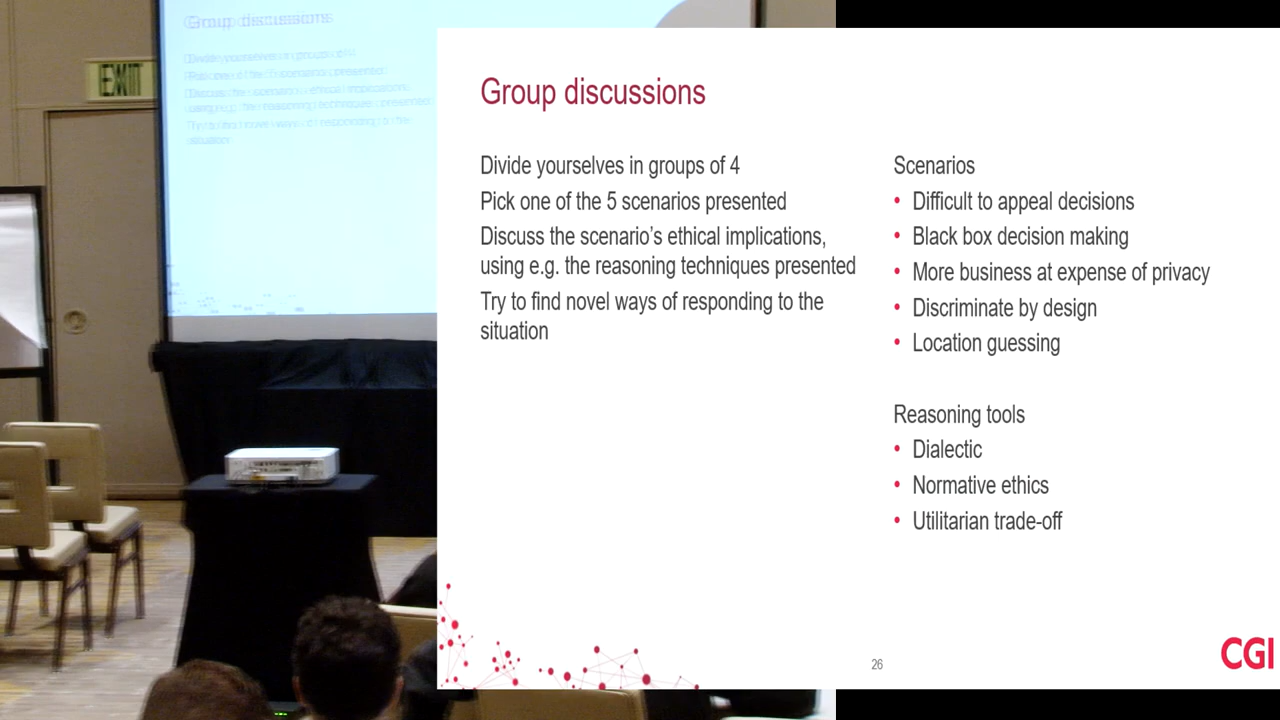 Group discussions
EXIT
Group discussions
Divide yourselves in groups of 4
Pick one of the 5 scenarios presented
Discuss the scenario's ethical implications,
using e.g. the reasoning techniques presented
Try to find novel ways of responding to the
situation
Scenarios
• Difficult to appeal decisions
• Black box decision making
• More business at expense of privacy
• Discriminate by design
• Location guessing
Reasoning tools
• Dialectic
• Normative ethics
• Utilitarian trade-off
26
CGI